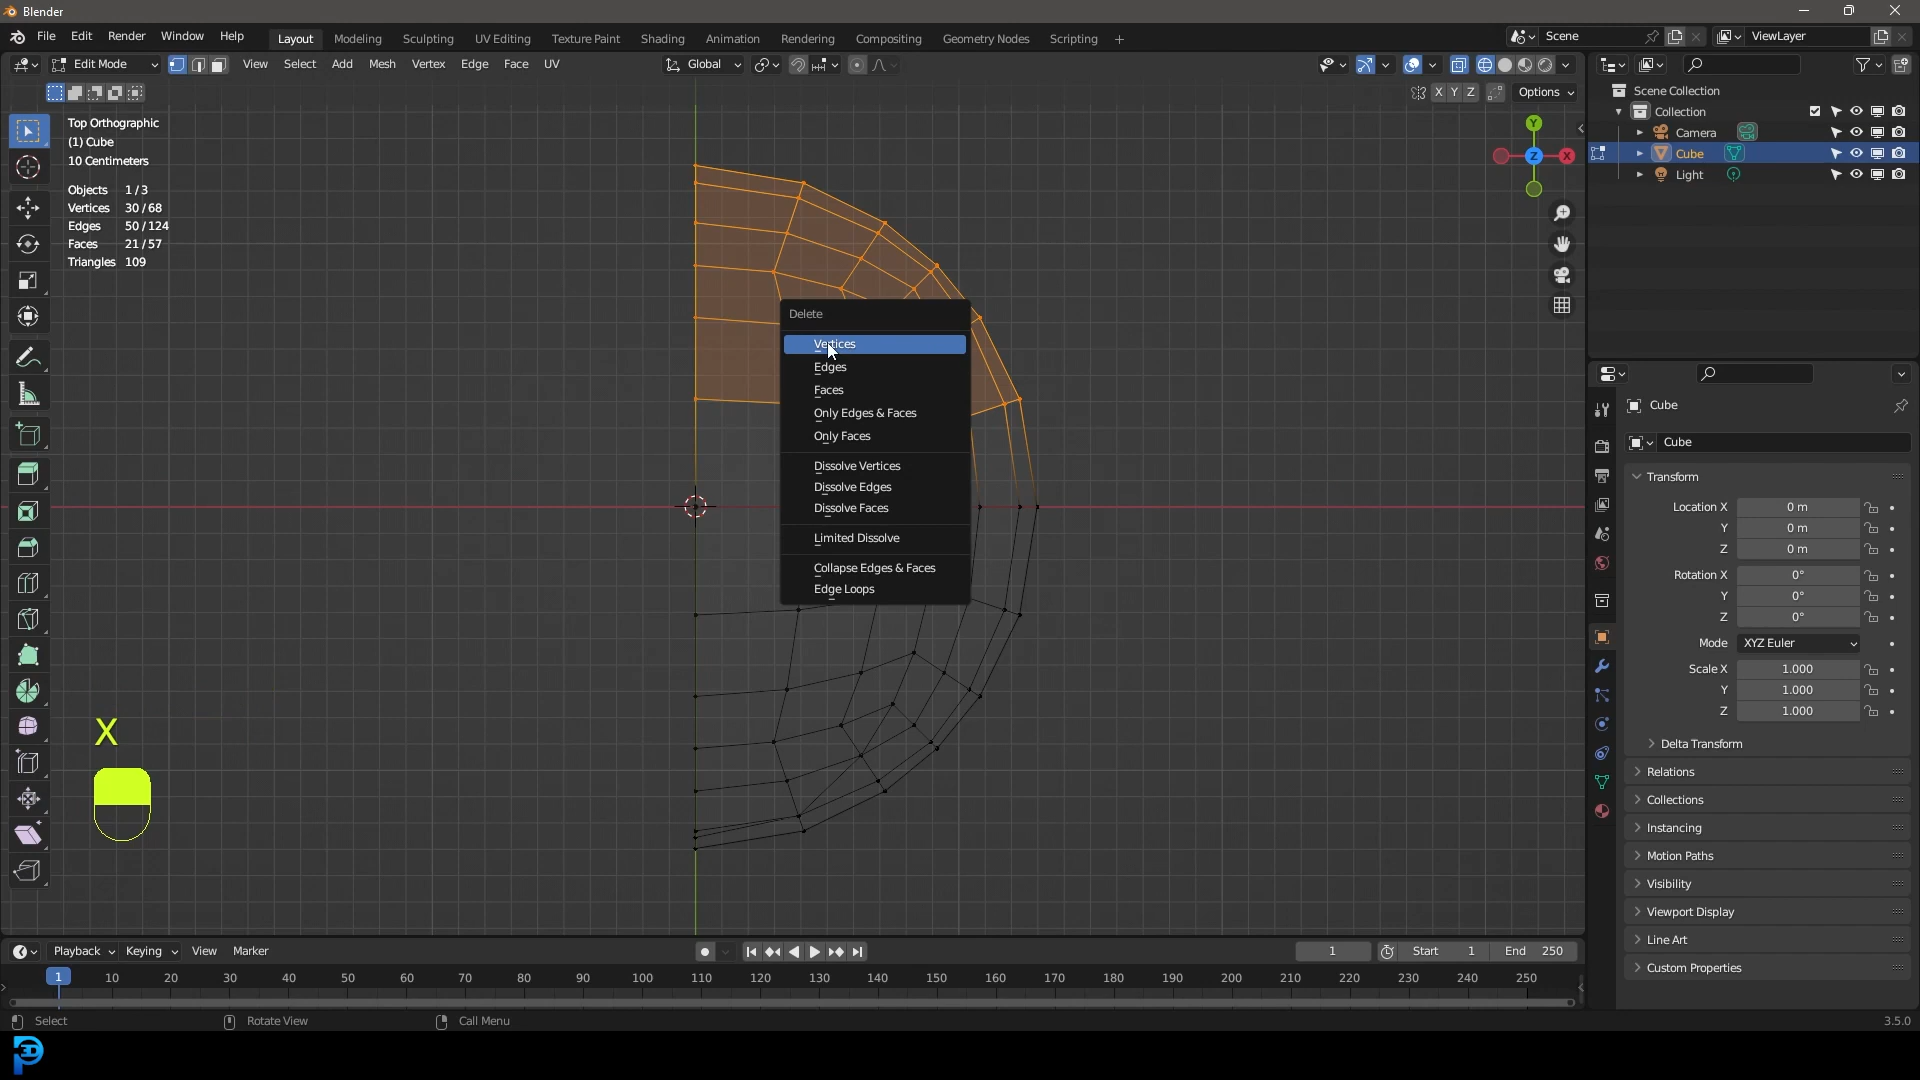 Blender
File Edit Render Window Help Layout Modeling Sculpting UV Editing Texture Paint Shading Animation Rendering Compositing Geometry Nodes Scripting + Scene ViewLayer
Edit Mode View Select Add Mesh Vertex Edge Face UV Global
X Y Z Options
Top Orthographic
(1) Cube
10 Centimeters
Objects 1/3
Vertices 30/68
Edges 50/124
Faces 21/57
Triangles 109
Y
Z X
Delete
Vertices
Edges
Faces
Only Edges & Faces
Only Faces
Dissolve Vertices
Dissolve Edges
Dissolve Faces
Limited Dissolve
Collapse Edges & Faces
Edge Loops
X
Scene Collection
Collection
Camera
Cube
Light
Cube
Cube
Transform
Location X 0 m
Y 0 m
Z 0 m
Rotation X 0°
Y 0°
Z 0°
Mode XYZ Euler
Scale X 1.000
Y 1.000
Z 1.000
Delta Transform
Relations
Collections
Instancing
Motion Paths
Visibility
Viewport Display
Line Art
Custom Properties
Playback Keying View Marker 1 Start 1 End 250
1 10 20 30 40 50 60 70 80 90 100 110 120 130 140 150 160 170 180 190 200 210 220 230 240 250
Select Rotate View Call Menu 3.5.0